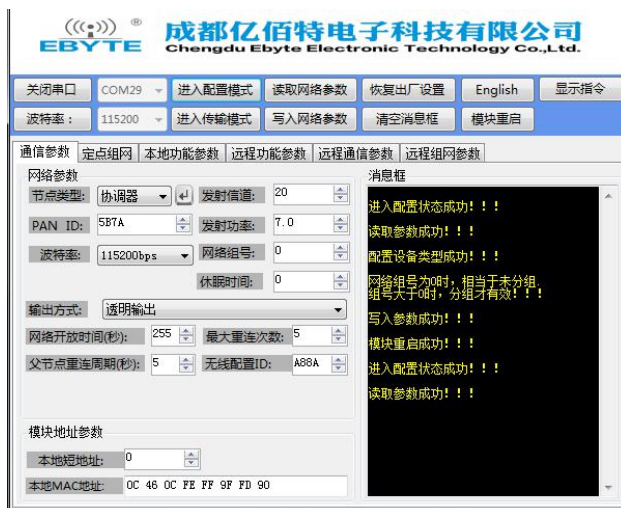 ((•)) ®
EBYTE
成都亿佰特电子科技有限公司
Chengdu Ebyte Electronic Technology Co.,Ltd.
关闭串口 COM29 进入配置模式 读取网络参数 恢复出厂设置 English 显示指令
波特率： 115200 进入传输模式 写入网络参数 清空消息框 模块重启
通信参数 定点组网 本地功能参数 远程功能参数 远程通信参数 远程组网参数
网络参数
节点类型: 协调器 发射信道: 20
PAN ID: 5B7A 发射功率: 7.0
波特率: 115200bps 网络组号: 0
休眠时间: 0
输出方式: 透明输出
网络开放时间(秒): 255 最大重连次数: 5
父节点重连周期(秒): 5 无线配置ID: A88A
模块地址参数
本地短地址: 0
本地MAC地址: 0C 46 0C FE FF 9F FD 90
消息框
进入配置状态成功！！！
读取参数成功！！！
配置设备类型成功！！！
网络组号为0时，相当于未分组.
组号大于0时，分组才有效！！！
写入参数成功！！！
模块重启成功！！！
进入配置状态成功！！！
读取参数成功！！！